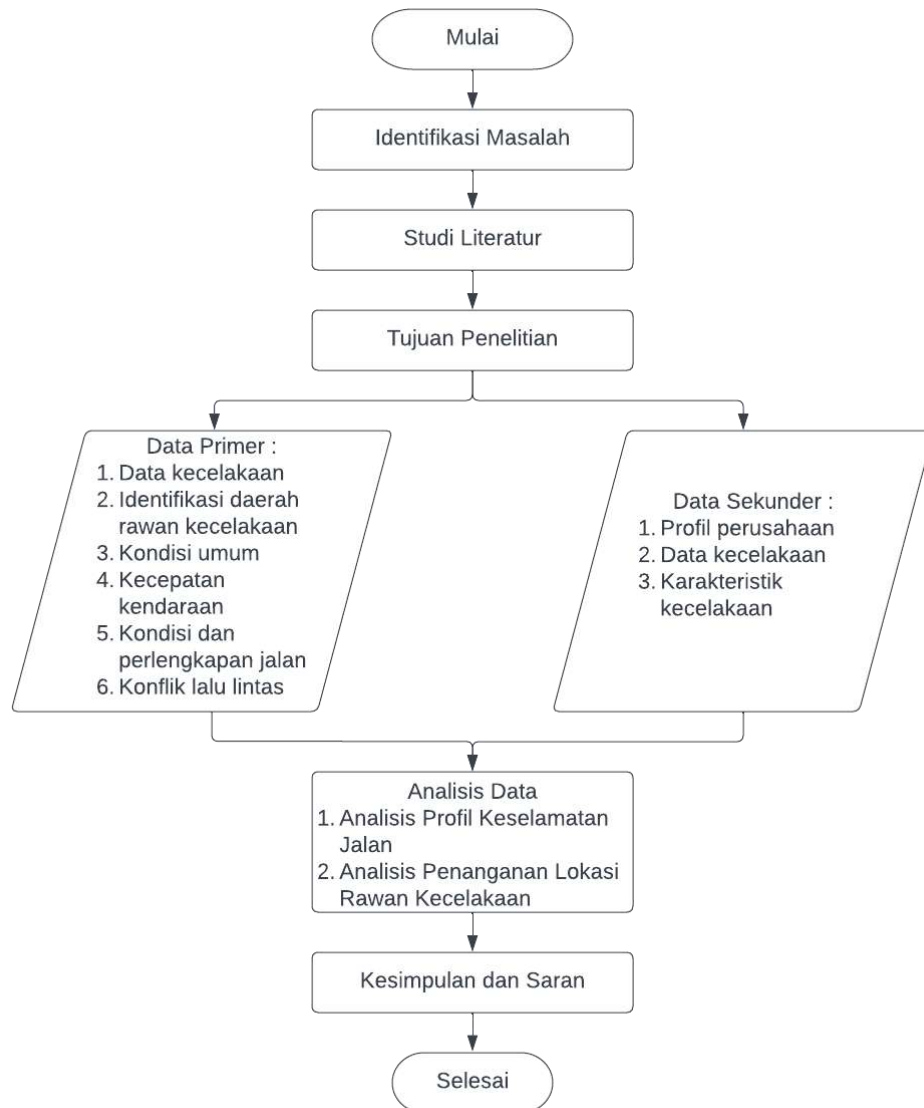 Mulai
Identifikasi Masalah
Studi Literatur
Tujuan Penelitian
Data Primer :
1. Data kecelakaan
2. Identifikasi daerah
rawan kecelakaan
3. Kondisi umum
4. Kecepatan
kendaraan
5. Kondisi dan
perlengkapan jalan
6. Konflik lalu lintas
Data Sekunder :
1. Profil perusahaan
2. Data kecelakaan
3. Karakteristik
kecelakaan
Analisis Data
1. Analisis Profil Keselamatan
Jalan
2. Analisis Penanganan Lokasi
Rawan Kecelakaan
Kesimpulan dan Saran
Selesai